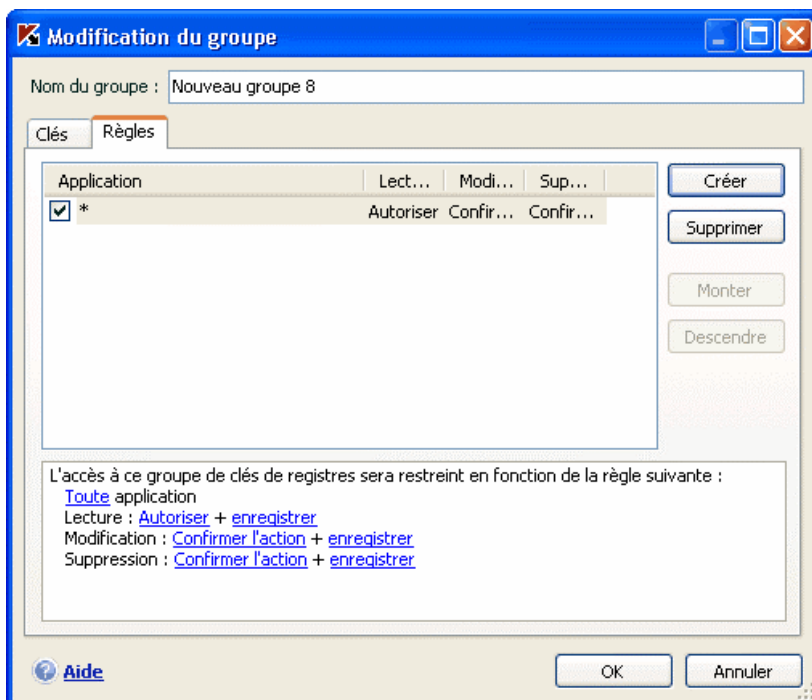 Modification du groupe
Nom du groupe : Nouveau groupe 8
Clés Règles
Application Lect... Modi... Sup... Créer
* Autoriser Confir... Confir...
Supprimer
Monter
Descendre
L'accès à ce groupe de clés de registres sera restreint en fonction de la règle suivante :
Toute application
Lecture : Autoriser + enregistrer
Modification : Confirmer l'action + enregistrer
Suppression : Confirmer l'action + enregistrer
Aide OK Annuler